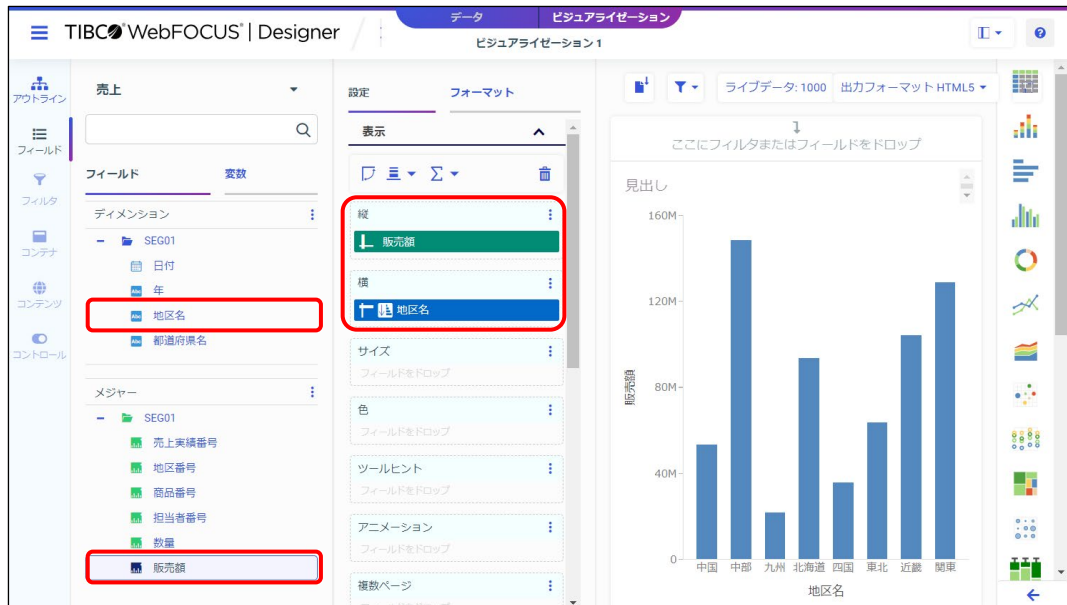 データ
ビジュアライゼーション
TIBCO WebFOCUS® | Designer
ビジュアライゼーション 1
アウトライン
フィールド
フィルタ
コンテナ
コンテンツ
コントロール
売上
フィールド
変数
ディメンション
SEG01
日付
Abc 年
Abc 地区名
Abc 都道府県名
メジャー
SEG01
売上実績番号
地区番号
商品番号
担当者番号
数量
販売額
設定
フォーマット
表示
縦
販売額
横
地区名
サイズ
フィールドをドロップ
色
フィールドをドロップ
ツールヒント
フィールドをドロップ
アニメーション
フィールドをドロップ
複数ページ
ライブデータ: 1000
出力フォーマット HTML5
ここにフィルタまたはフィールドをドロップ
見出し
160M
120M
80M
40M
0
販売額
中国 中部 九州 北海道 四国 東北 近畿 関東
地区名